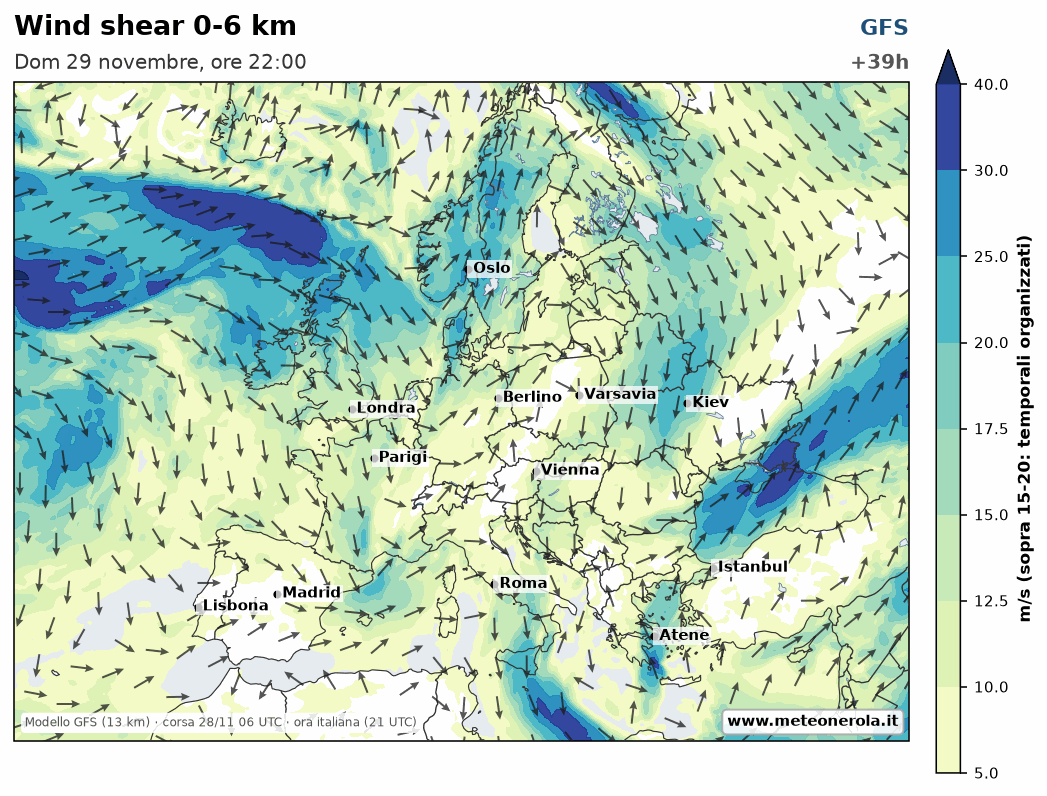 Wind shear 0-6 km
GFS
Dom 29 novembre, ore 22:00
+39h
40.0
30.0
25.0
20.0
17.5
15.0
12.5
10.0
5.0
m/s (sopra 15-20: temporali organizzati)
Oslo
Berlino
Varsavia
Kiev
Londra
Parigi
Vienna
Istanbul
Roma
Madrid
Lisbona
Atene
Modello GFS (13 km) · corsa 28/11 06 UTC · ora italiana (21 UTC)
www.meteonerola.it